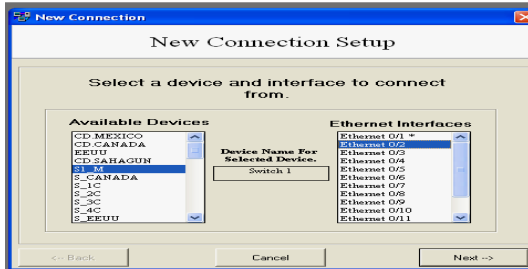 New Connection
New Connection Setup
Select a device and interface to connect
from.
Available Devices
CD.MEXICO
CD.CANADA
EEUU
CD.SAHAGUN
S1_M
S_CANADA
S_1C
S_2C
S_3C
S_4C
S_EEUU
Device Name For
Selected Device.
Switch 1
Ethernet Interfaces
Ethernet 0/1 *
Ethernet 0/2
Ethernet 0/3
Ethernet 0/4
Ethernet 0/5
Ethernet 0/6
Ethernet 0/7
Ethernet 0/8
Ethernet 0/9
Ethernet 0/10
Ethernet 0/11
<-- Back
Cancel
Next -->